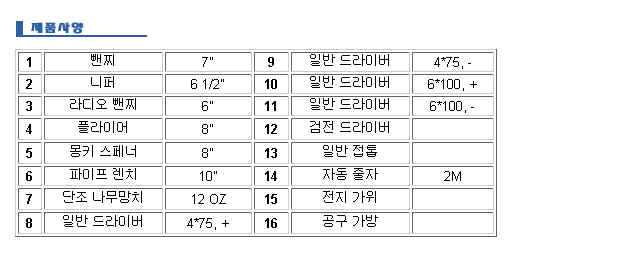 제품사양
1 뺀찌 7" 9 일반 드라이버 4*75, -
2 니퍼 6 1/2" 10 일반 드라이버 6*100, +
3 라디오 뺀찌 6" 11 일반 드라이버 6*100, -
4 플라이어 8" 12 검전 드라이버
5 몽키 스페너 8" 13 일반 접톱
6 파이프 렌치 10" 14 자동 줄자 2M
7 단조 나무망치 12 OZ 15 전지 가위
8 일반 드라이버 4*75, + 16 공구 가방